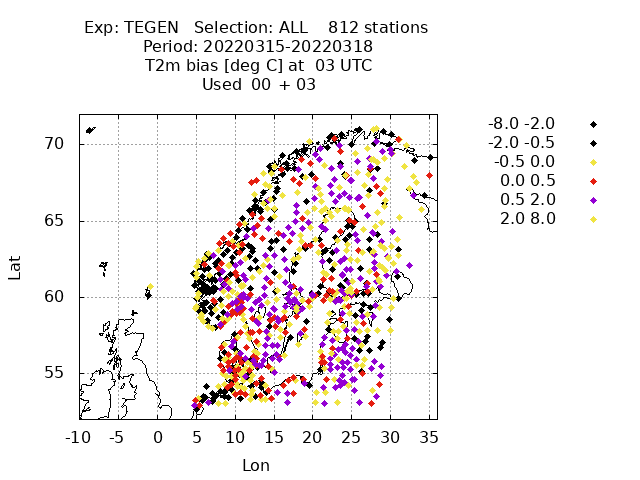 Exp: TEGEN   Selection: ALL    812 stations
Period: 20220315-20220318
T2m bias [deg C] at  03 UTC
Used  00  + 03
-8.0 -2.0
-2.0 -0.5
-0.5 0.0
0.0 0.5
0.5 2.0
2.0 8.0
70
65
60
55
Lat
-10 -5 0 5 10 15 20 25 30 35
Lon